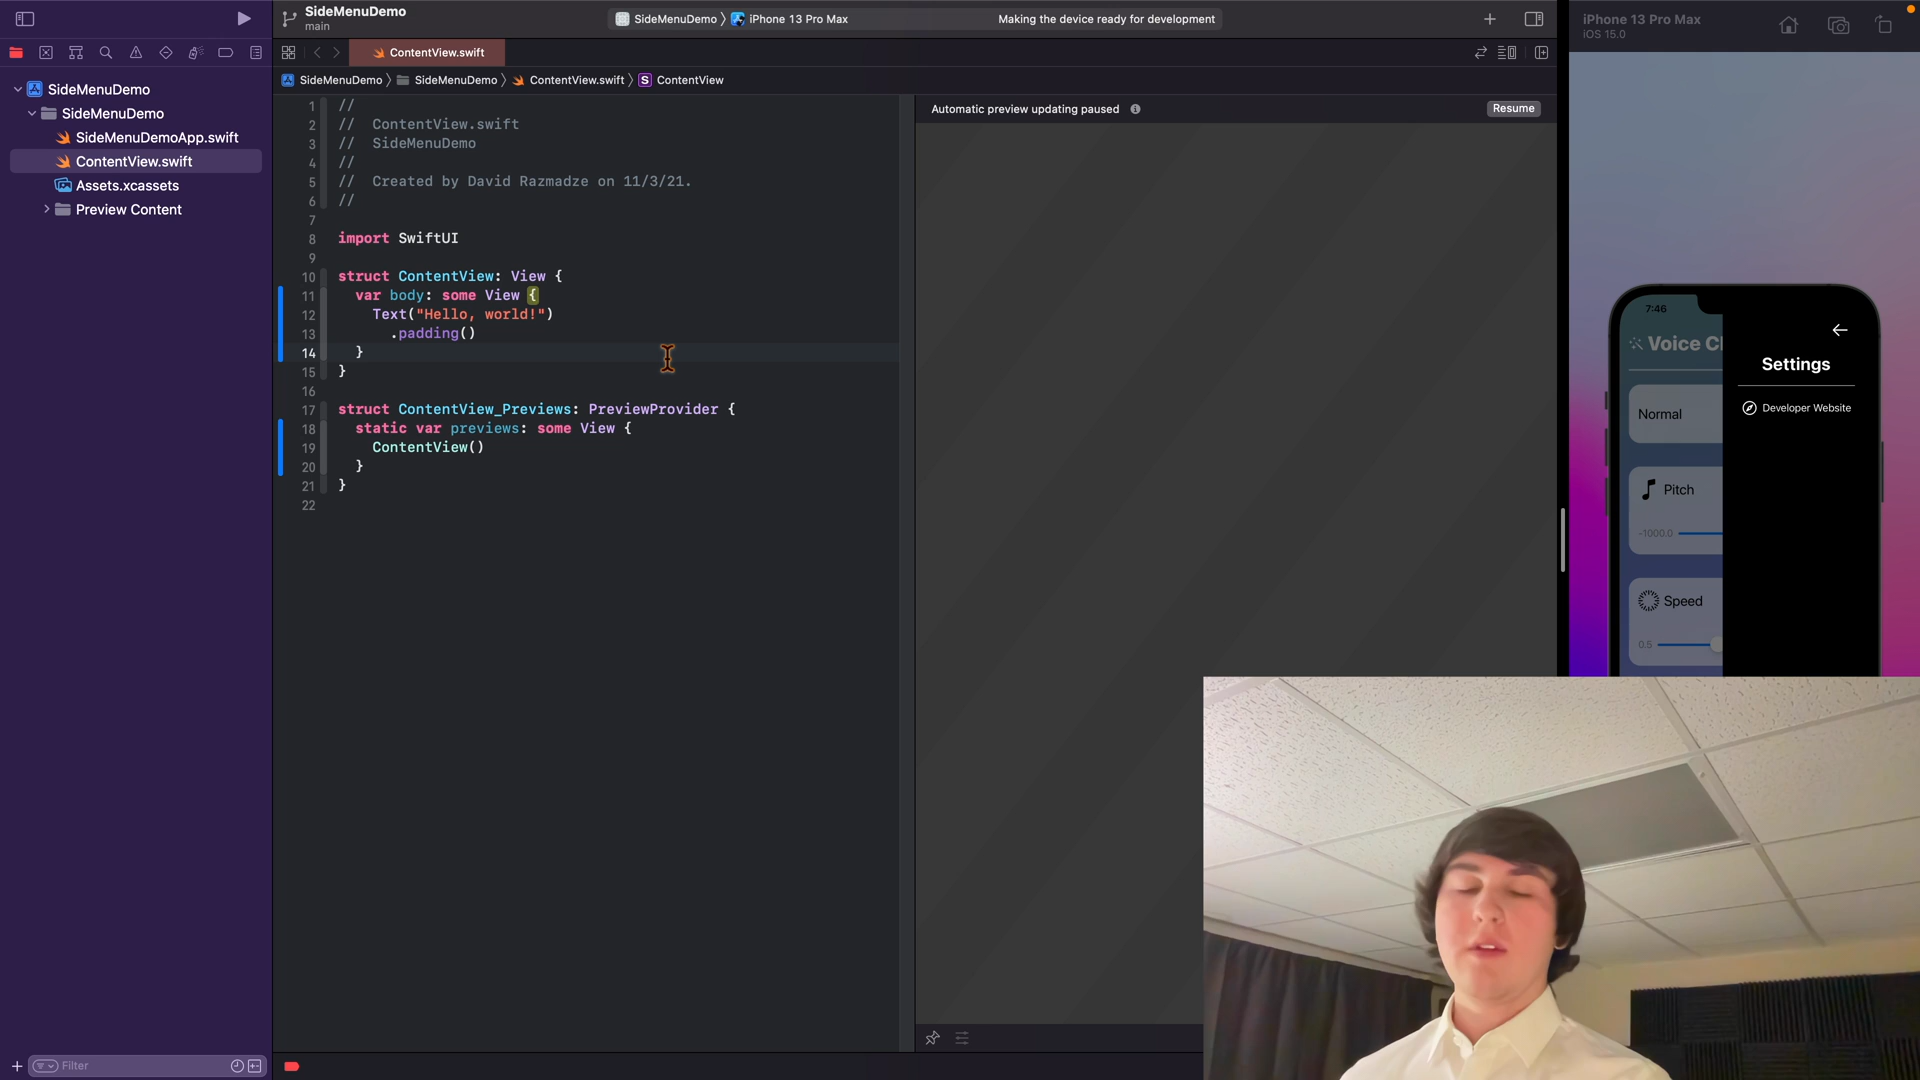 SideMenuDemo
main
SideMenuDemo
iPhone 13 Pro Max
Making the device ready for development
iPhone 13 Pro Max
iOS 15.0
ContentView.swift
SideMenuDemo
SideMenuDemo
ContentView.swift
S
ContentView
SideMenuDemo
SideMenuDemo
SideMenuDemoApp.swift
ContentView.swift
Assets.xcassets
Preview Content
Filter
1 //
2 // ContentView.swift
3 // SideMenuDemo
4 //
5 // Created by David Razmadze on 11/3/21.
6 //
7
8 import SwiftUI
9
10 struct ContentView: View {
11 var body: some View {
12 Text("Hello, world!")
13 .padding()
14 }
15 }
16
17 struct ContentView_Previews: PreviewProvider {
18 static var previews: some View {
19 ContentView()
20 }
21 }
22
Automatic preview updating paused
Resume
7:46
Voice Cl
Normal
Pitch
-1000.0
Speed
0.5
Settings
Developer Website